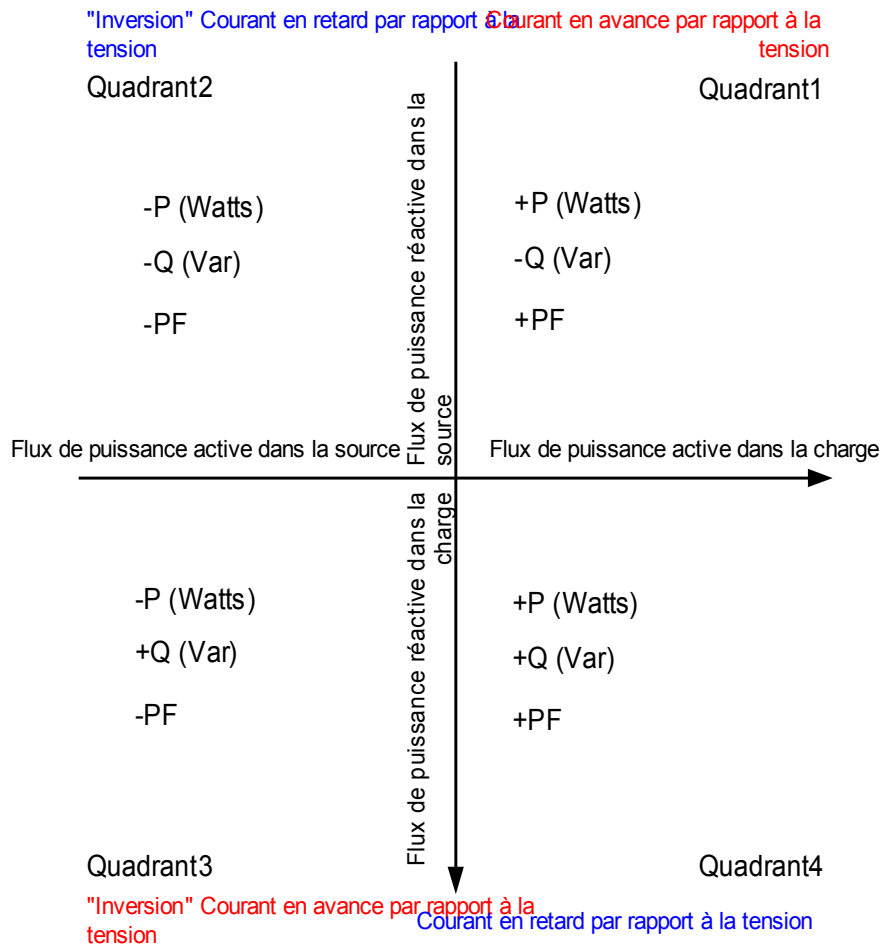 "Inversion" Courant en retard par rapport à la
tension
Courant en avance par rapport à la
tension
Quadrant2
Quadrant1
-P (Watts)
-Q (Var)
-PF
+P (Watts)
-Q (Var)
+PF
Flux de puissance réactive dans la
source
Flux de puissance active dans la source
Flux de puissance active dans la charge
Flux de puissance réactive dans la
charge
-P (Watts)
+Q (Var)
-PF
+P (Watts)
+Q (Var)
+PF
Quadrant3
Quadrant4
"Inversion" Courant en avance par rapport à la
tension
Courant en retard par rapport à la tension